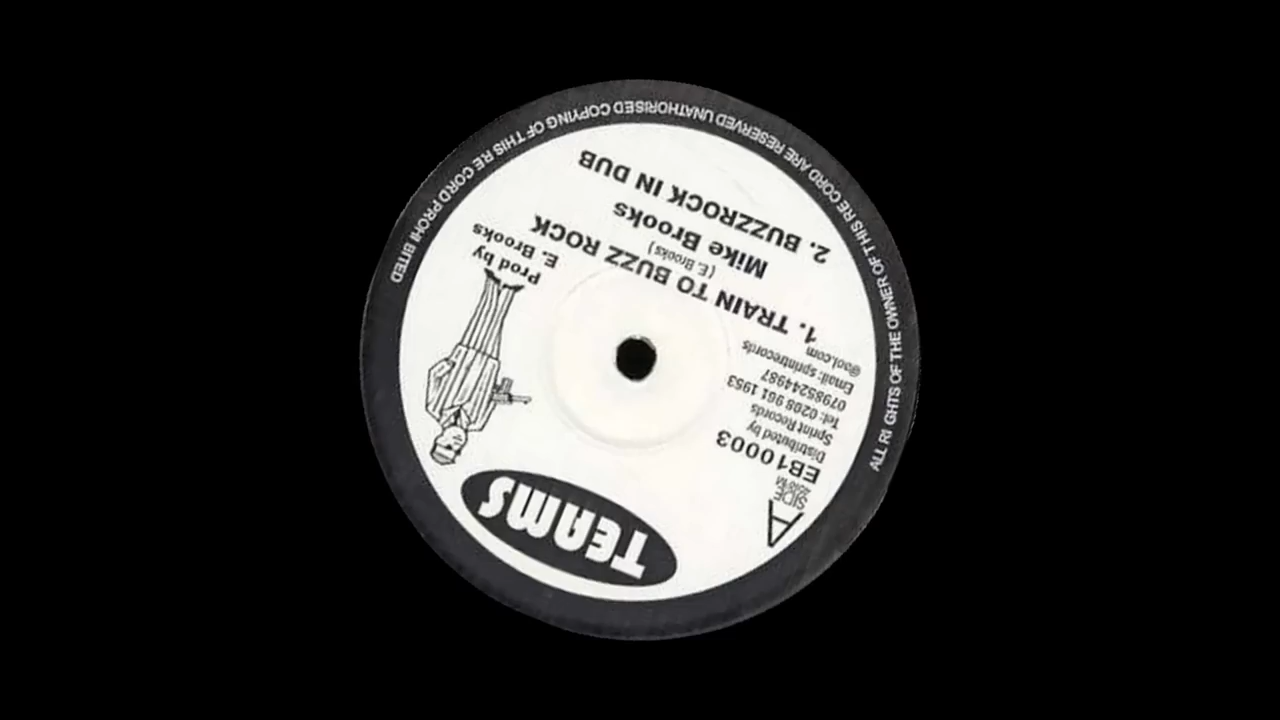 TEAMS
A
SIDE
45RPM
EB10003
Distributed by
Sprint Records
Tel: 0208 961 1953
07985244987
Email: sprintrecords
@aol.com
1. TRAIN TO BUZZ ROCK
( E. Brooks )
Mike Brooks
2. BUZZROCK IN DUB
Prod by
E. Brooks
ALL RI GHTS OF THE OWNER OF THIS RE CORD ARE RESERVED UNATHORISED COPYING OF THIS RE CORD PROHI BITED